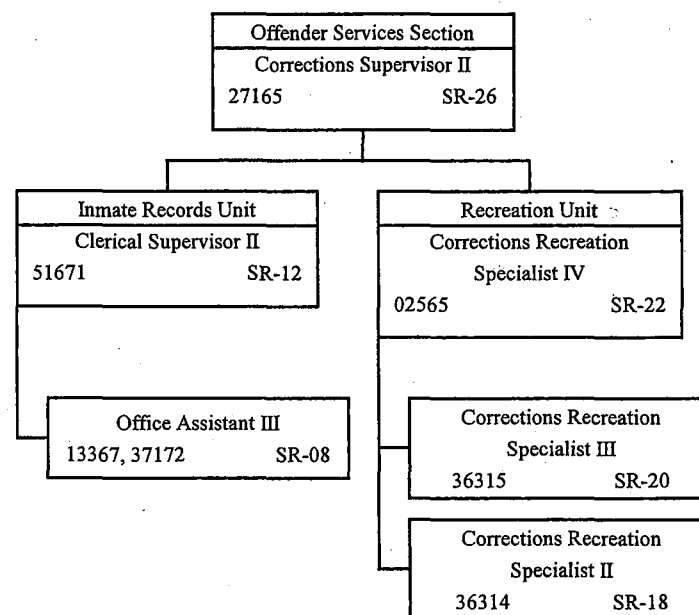 Offender Services Section
Corrections Supervisor II
27165 SR-26
Inmate Records Unit
Clerical Supervisor II
51671 SR-12
Office Assistant III
13367, 37172 SR-08
Recreation Unit
Corrections Recreation
Specialist IV
02565 SR-22
Corrections Recreation
Specialist III
36315 SR-20
Corrections Recreation
Specialist II
36314 SR-18